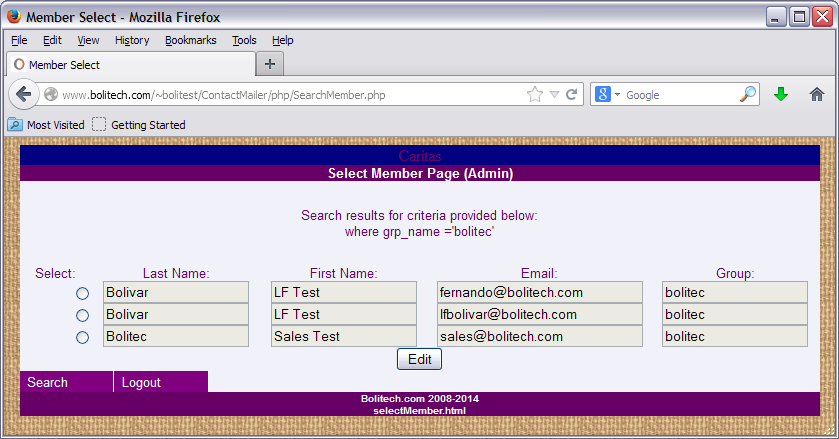 Member Select - Mozilla Firefox
File Edit View History Bookmarks Tools Help
Member Select
www.bolitech.com/~bolitest/ContactMailer/php/SearchMember.php Google
Most Visited Getting Started
Caritas
Select Member Page (Admin)
Search results for criteria provided below:
where grp_name ='bolitec'
Select: Last Name: First Name: Email: Group:
Bolivar LF Test fernando@bolitech.com bolitec
Bolivar LF Test lfbolivar@bolitech.com bolitec
Bolitec Sales Test sales@bolitech.com bolitec
Edit
Search Logout
Bolitech.com 2008-2014
selectMember.html